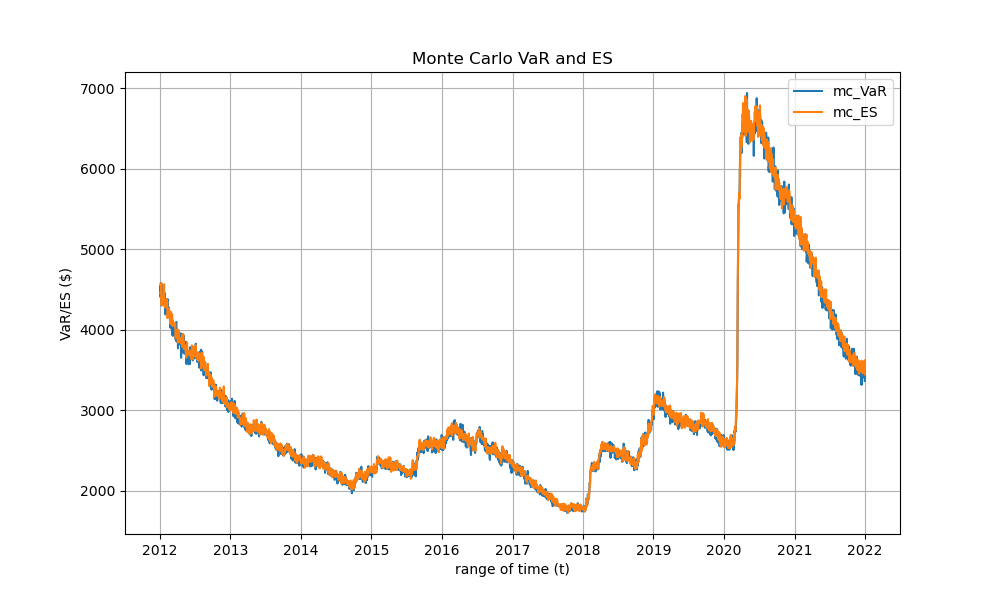 Monte Carlo VaR and ES
mc_VaR
mc_ES
VaR/ES ($)
7000
6000
5000
4000
3000
2000
2012 2013 2014 2015 2016 2017 2018 2019 2020 2021 2022
range of time (t)